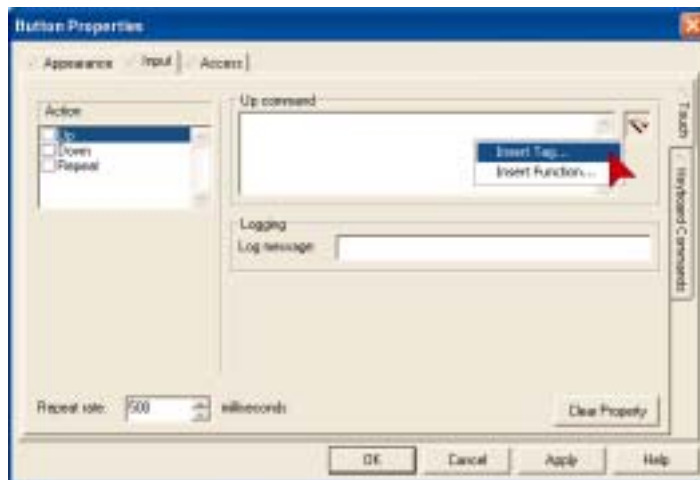 Button Properties
Appearance Input Access
Action
Up
Down
Repeat
Up command
Insert Tag...
Insert Function...
Logging
Log message:
Touch
Keyboard Commands
Repeat rate: 500 milliseconds
Clear Property
OK Cancel Apply Help